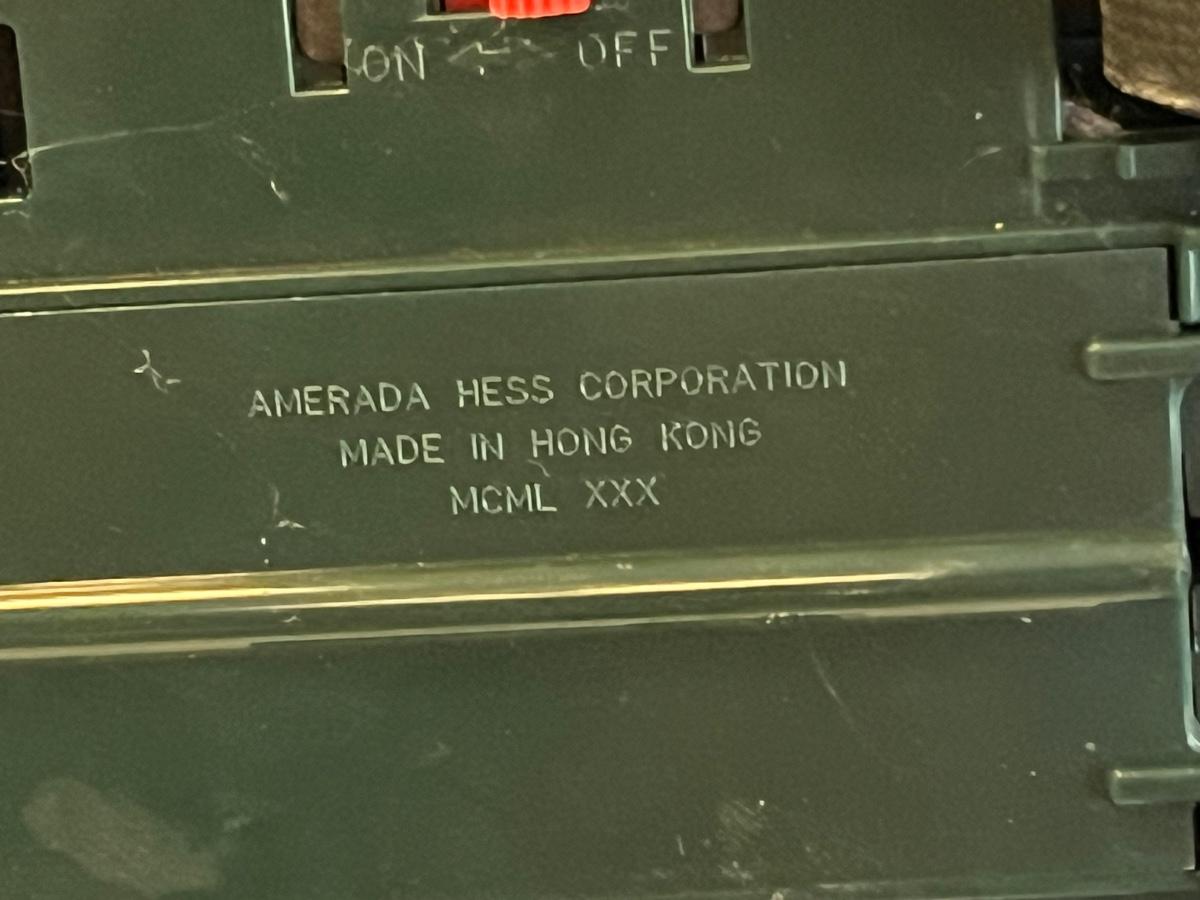 ON OFF
AMERADA HESS CORPORATION
MADE IN HONG KONG
MCML XXX